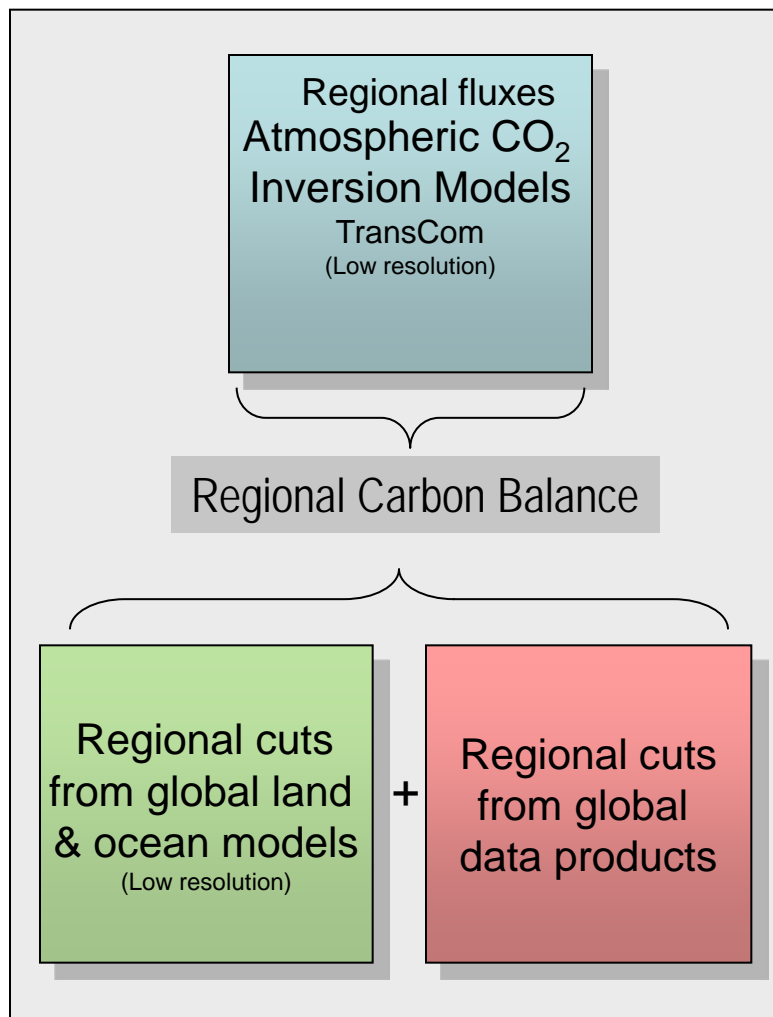 Regional fluxes
Atmospheric CO₂
Inversion Models
TransCom
(Low resolution)
Regional Carbon Balance
Regional cuts
from global land
& ocean models
(Low resolution)
+
Regional cuts
from global
data products